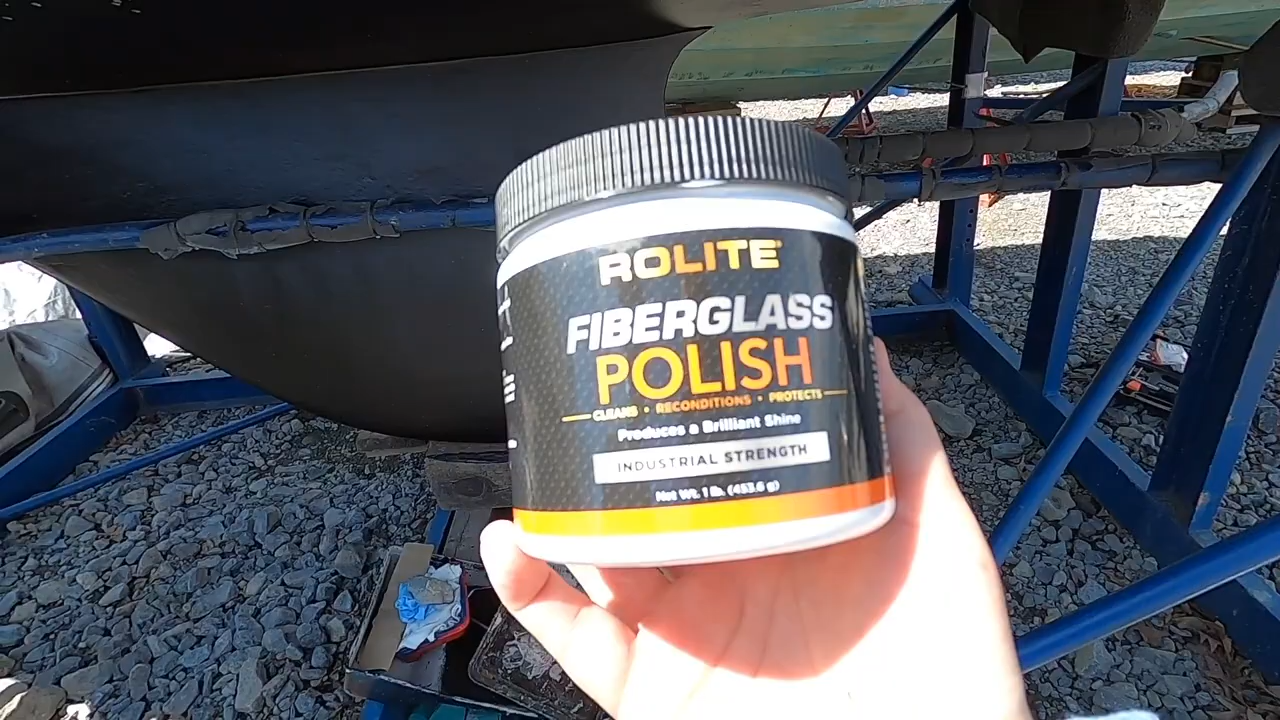 ROLITE
FIBERGLASS
POLISH
CLEANS • RECONDITIONS • PROTECTS
Produces a Brilliant Shine
INDUSTRIAL STRENGTH
Net Wt. 1 lb. (453.6 g)